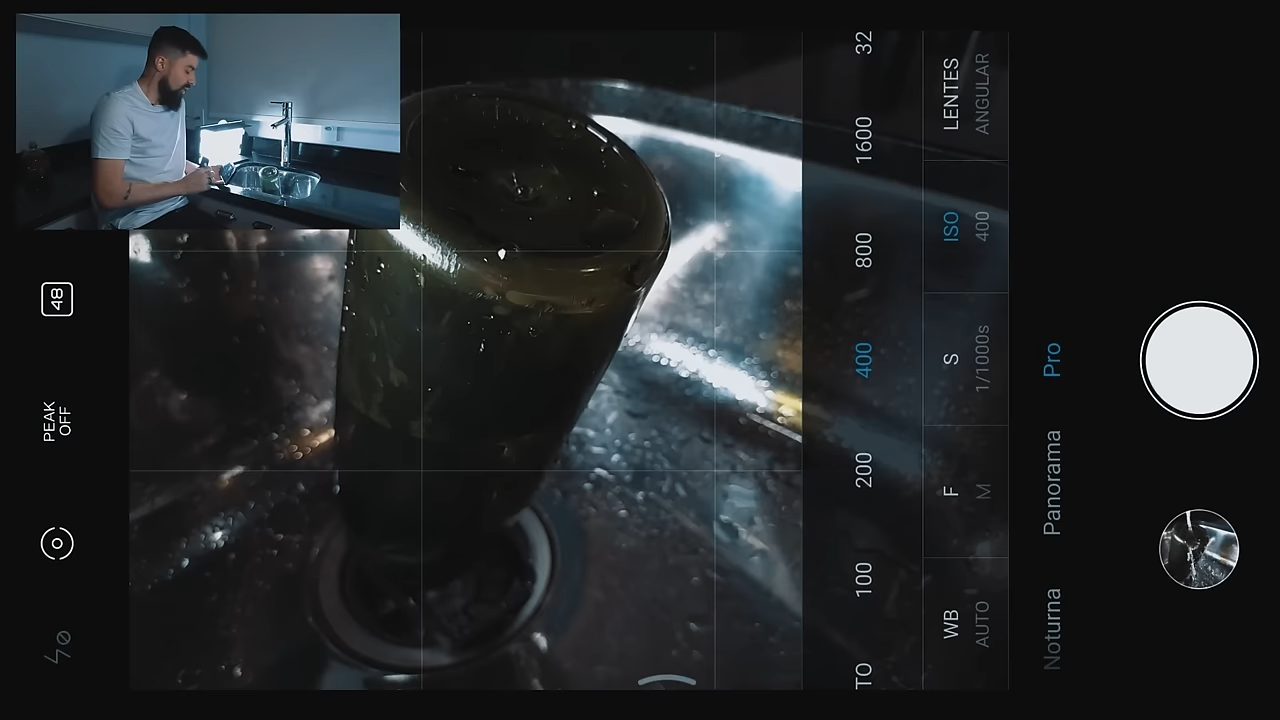 48
PEAK
OFF
32
1600
800
400
200
100
TO
LENTES
ANGULAR
ISO
400
S
1/1000s
F
M
WB
AUTO
Pro
Panorama
Noturna